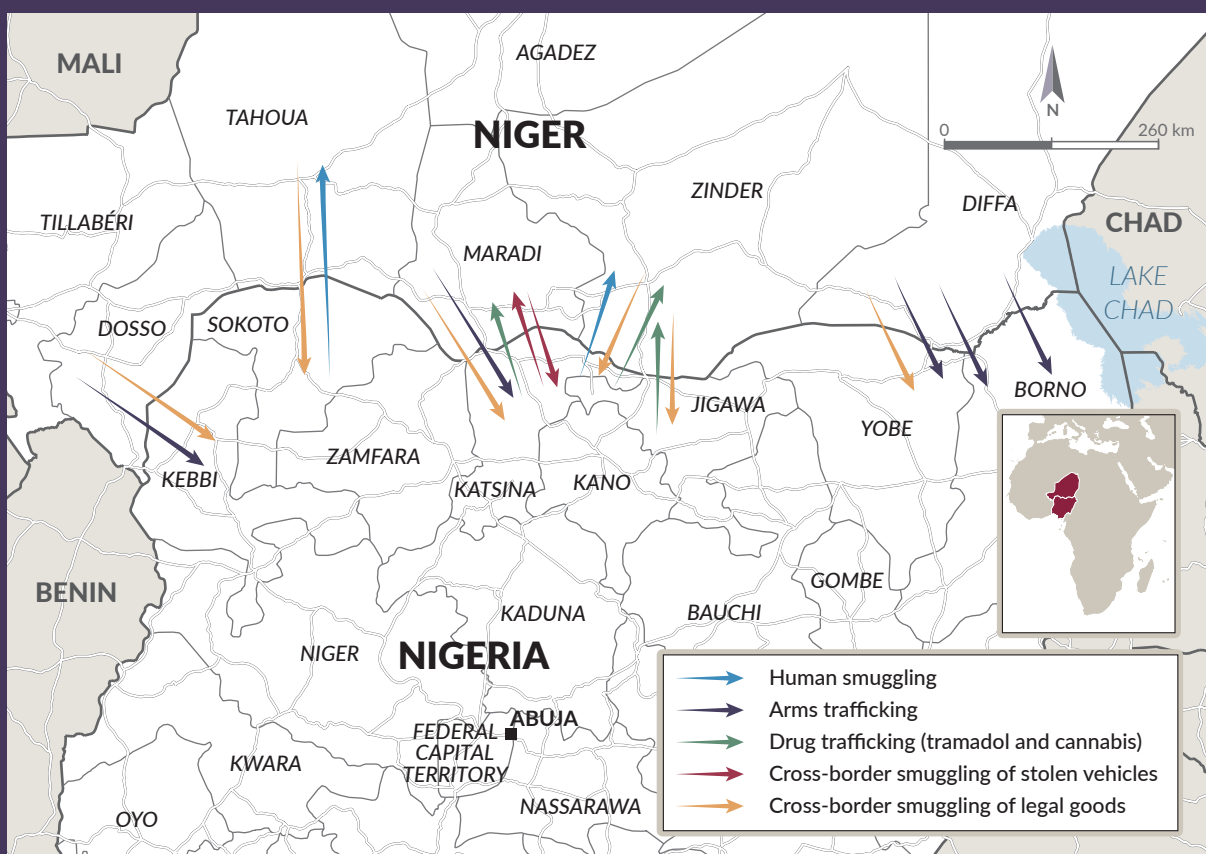 AGADEZ
MALI
N
TAHOUA
NIGER
0
260 km
ZINDER
DIFFA
TILLABÉRI
CHAD
MARADI
LAKE
CHAD
DOSSO
SOKOTO
BORNO
JIGAWA
YOBE
ZAMFARA
KEBBI
KATSINA
KANO
GOMBE
BENIN
KADUNA
BAUCHI
NIGER
NIGERIA
ABUJA
FEDERAL
CAPITAL
TERRITORY
KWARA
NASSARAWA
OYO
Human smuggling
Arms trafficking
Drug trafficking (tramadol and cannabis)
Cross-border smuggling of stolen vehicles
Cross-border smuggling of legal goods